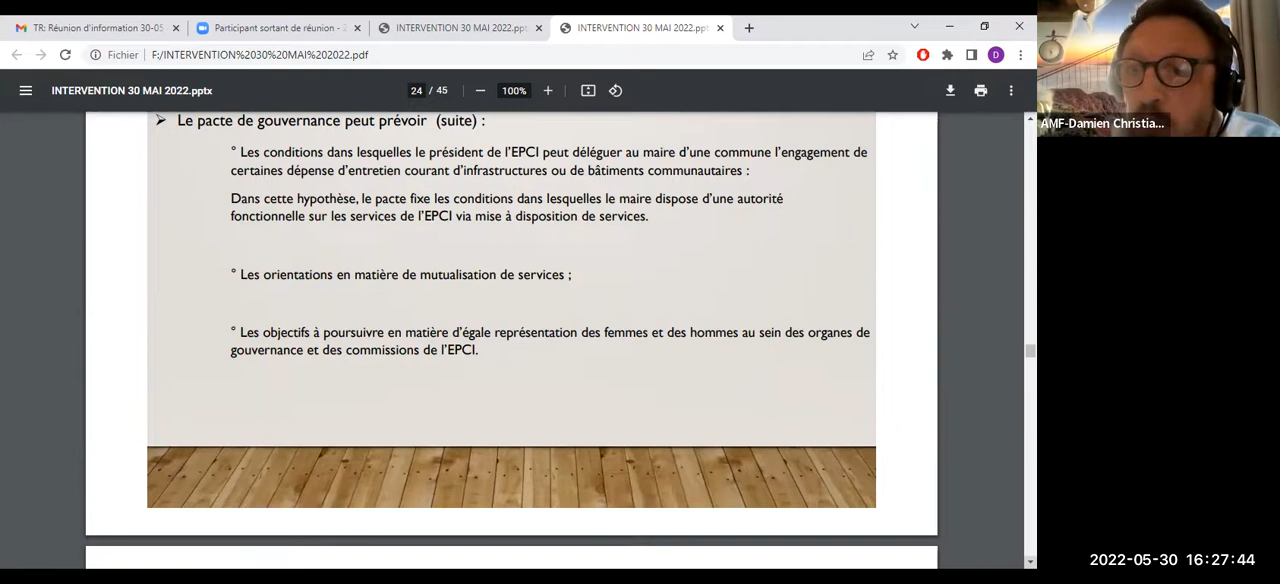 TR: Réunion d'information 30-05
Participant sortant de réunion - Z
INTERVENTION 30 MAI 2022.ppt
INTERVENTION 30 MAI 2022.ppt
Fichier
F:/INTERVENTION%2030%20MAI%202022.pdf
D
INTERVENTION 30 MAI 2022.pptx
24 / 45
100%
AMF-Damien Christia...
➤ Le pacte de gouvernance peut prévoir (suite) :
° Les conditions dans lesquelles le président de l'EPCI peut déléguer au maire d'une commune l'engagement de
certaines dépense d'entretien courant d'infrastructures ou de bâtiments communautaires :
Dans cette hypothèse, le pacte fixe les conditions dans lesquelles le maire dispose d'une autorité
fonctionnelle sur les services de l'EPCI via mise à disposition de services.
° Les orientations en matière de mutualisation de services ;
° Les objectifs à poursuivre en matière d'égale représentation des femmes et des hommes au sein des organes de
gouvernance et des commissions de l'EPCI.
2022-05-30 16:27:44